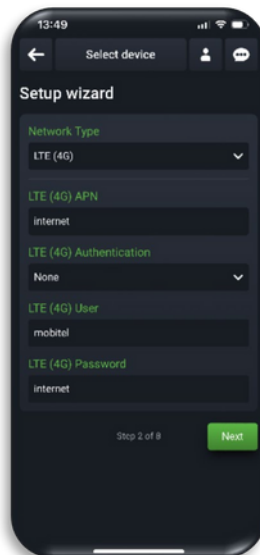 13:49
Select device
Setup wizard
Network Type
LTE (4G)
LTE (4G) APN
internet
LTE (4G) Authentication
None
LTE (4G) User
mobitel
LTE (4G) Password
internet
Step 2 of 8
Next